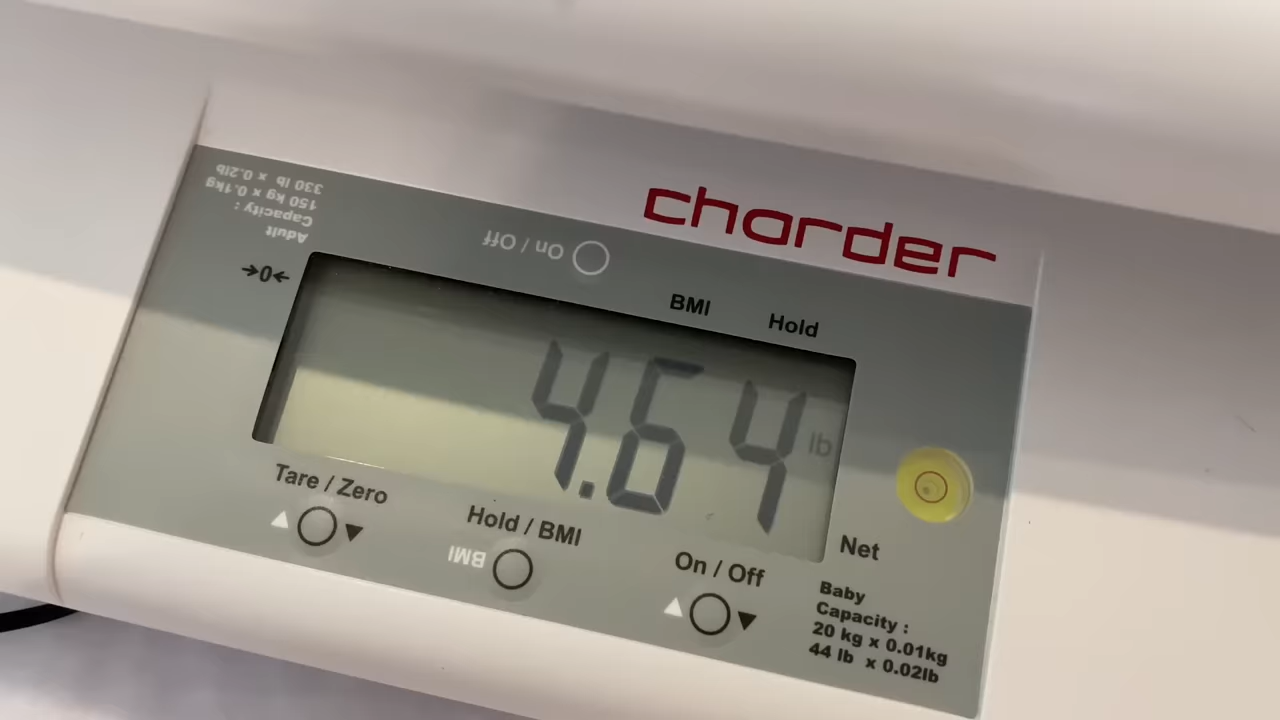 charder
Adult
Capacity :
150 kg x 0.1kg
330 lb x 0.2lb
On / Off
→0←
BMI
Hold
4.64 lb
Tare / Zero
Hold / BMI
BMI
On / Off
Net
Baby
Capacity :
20 kg x 0.01kg
44 lb x 0.02lb